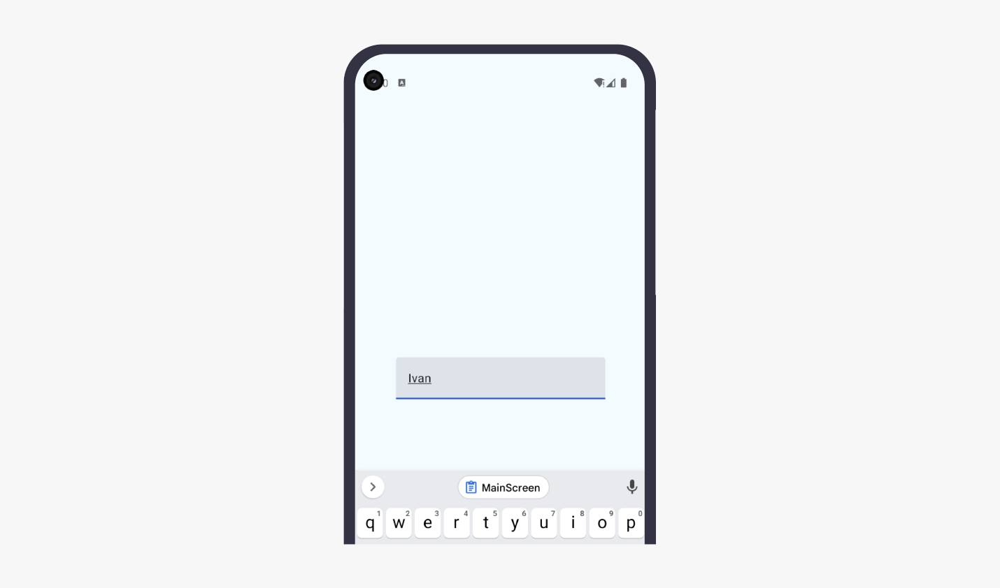 Ivan
MainScreen
1 2 3 4 5 6 7 8 9 0
q w e r t y u i o p